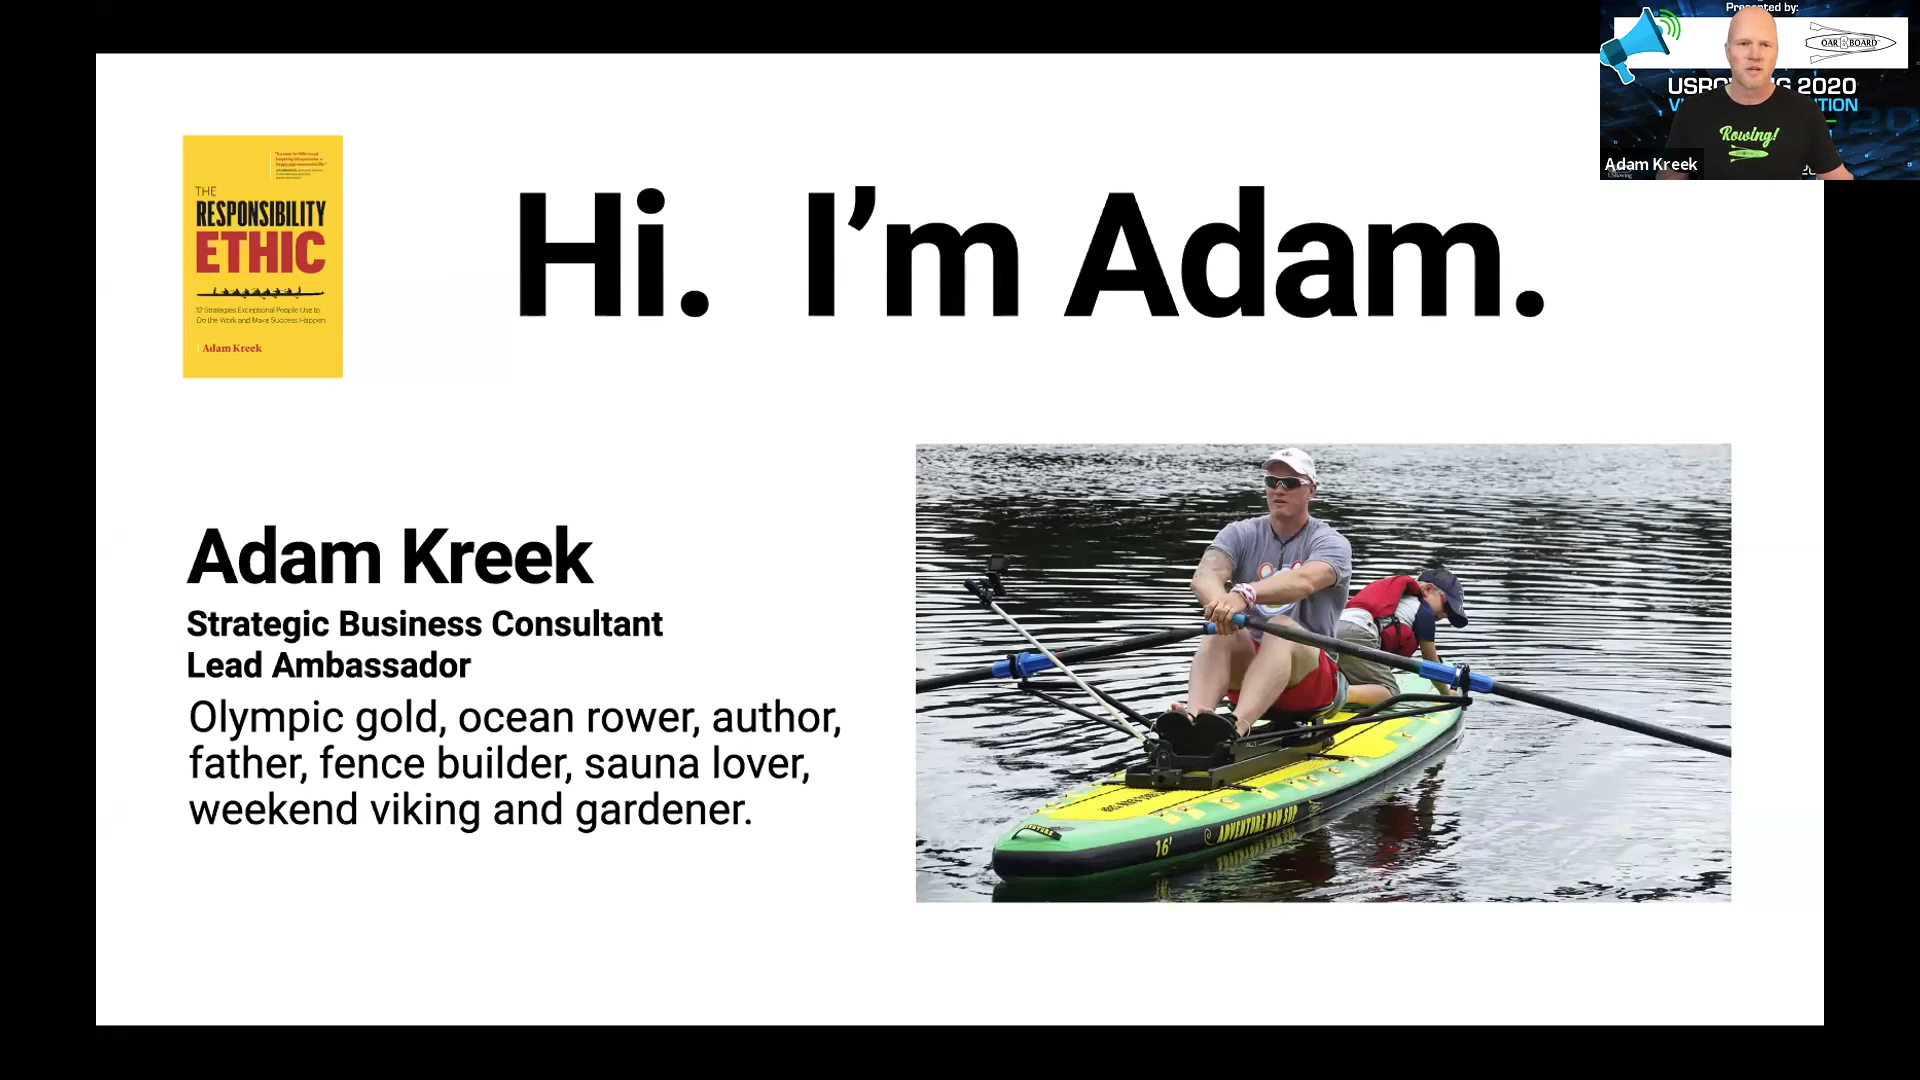 Presented by:
OAR BOARD
USROWING 2020
Rowing!
Adam Kreek
THE
RESPONSIBILITY
ETHIC
12 Strategies Exceptional People Use to
Do the Work and Make Success Happen
Adam Kreek
Hi. I’m Adam.
Adam Kreek
Strategic Business Consultant
Lead Ambassador
Olympic gold, ocean rower, author,
father, fence builder, sauna lover,
weekend viking and gardener.
16'
ADVENTURE ROW SUP